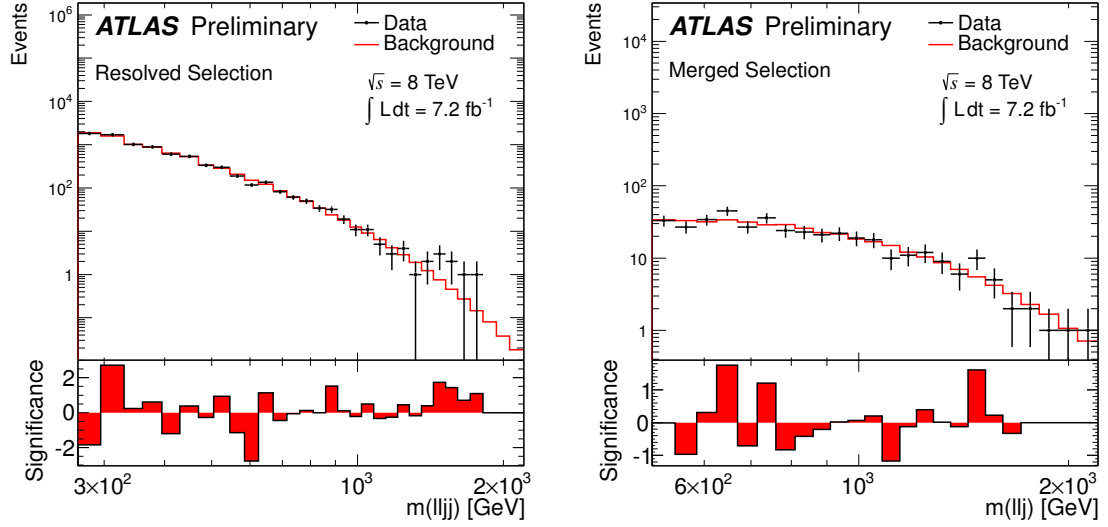 ATLAS Preliminary
Data
Background
Resolved Selection
√s = 8 TeV
∫ Ldt = 7.2 fb⁻¹
Events
10⁶
10⁴
10²
1
Significance
2
0
-2
3×10²
10³
2×10³
m(lljj) [GeV]
ATLAS Preliminary
Data
Background
Merged Selection
√s = 8 TeV
∫ Ldt = 7.2 fb⁻¹
Events
10⁴
10³
10²
10
1
Significance
1
0
-1
6×10²
10³
2×10³
m(llj) [GeV]